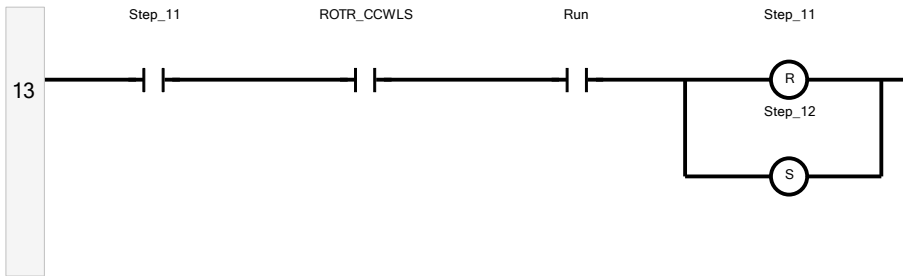 Step_11 ROTR_CCWLS Run Step_11
13
R
Step_12
S